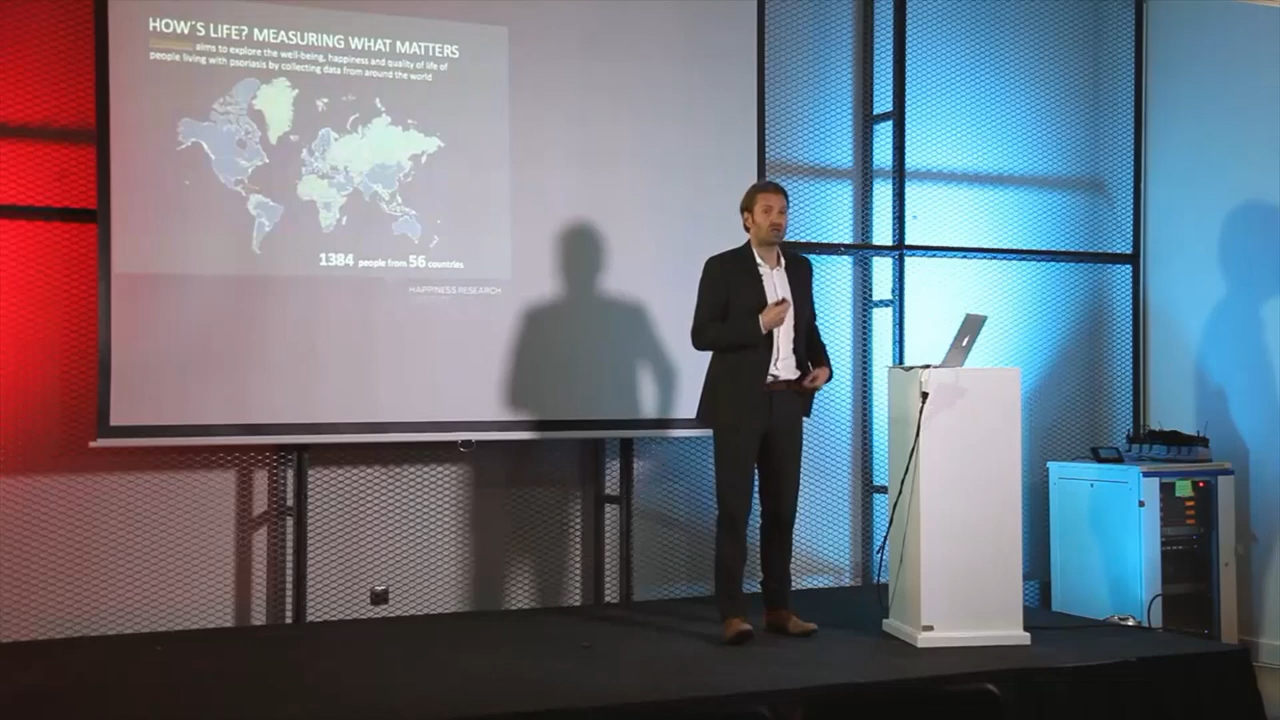 HOW´S LIFE? MEASURING WHAT MATTERS
aims to explore the well-being, happiness and quality of life of
people living with psoriasis by collecting data from around the world
1384 people from 56 countries
HAPPINESS RESEARCH